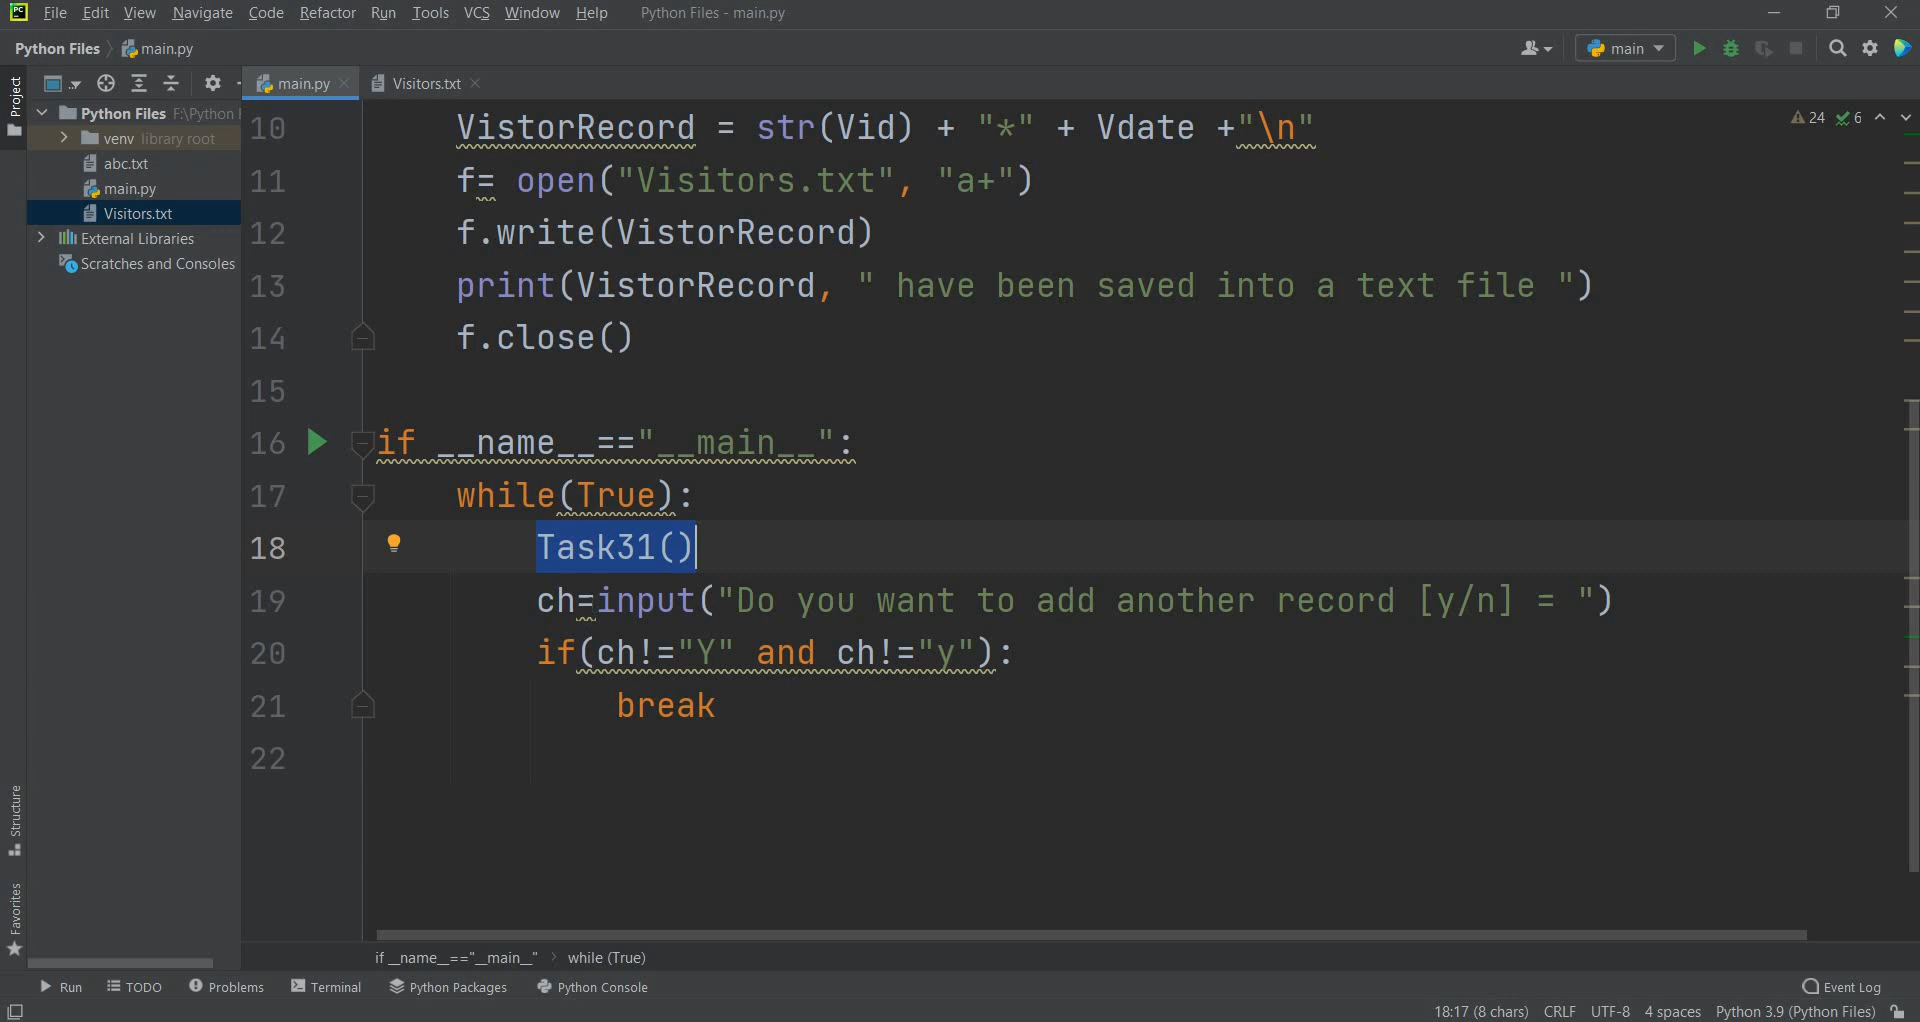 File Edit View Navigate Code Refactor Run Tools VCS Window Help Python Files - main.py
Python Files main.py
main
Project
main.py
Visitors.txt
Python Files F:\Python
venv library root
abc.txt
main.py
Visitors.txt
External Libraries
Scratches and Consoles
24 6
10 VistorRecord = str(Vid) + "*" + Vdate +"\n"
11 f= open("Visitors.txt", "a+")
12 f.write(VistorRecord)
13 print(VistorRecord, " have been saved into a text file ")
14 f.close()
15
16 if __name__=="__main__":
17 while(True):
18 Task31()
19 ch=input("Do you want to add another record [y/n] = ")
20 if(ch!="Y" and ch!="y"):
21 break
22
Structure
Favorites
if __name__=="__main__" while (True)
Run TODO Problems Terminal Python Packages Python Console Event Log
18:17 (8 chars) CRLF UTF-8 4 spaces Python 3.9 (Python Files)